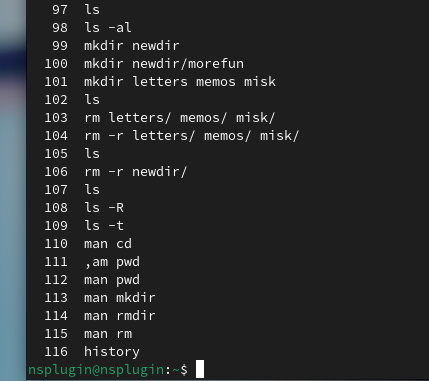 97 ls
98 ls -al
99 mkdir newdir
100 mkdir newdir/morefun
101 mkdir letters memos misk
102 ls
103 rm letters/ memos/ misk/
104 rm -r letters/ memos/ misk/
105 ls
106 rm -r newdir/
107 ls
108 ls -R
109 ls -t
110 man cd
111 ,am pwd
112 man pwd
113 man mkdir
114 man rmdir
115 man rm
116 history
nsplugin@nsplugin:~$